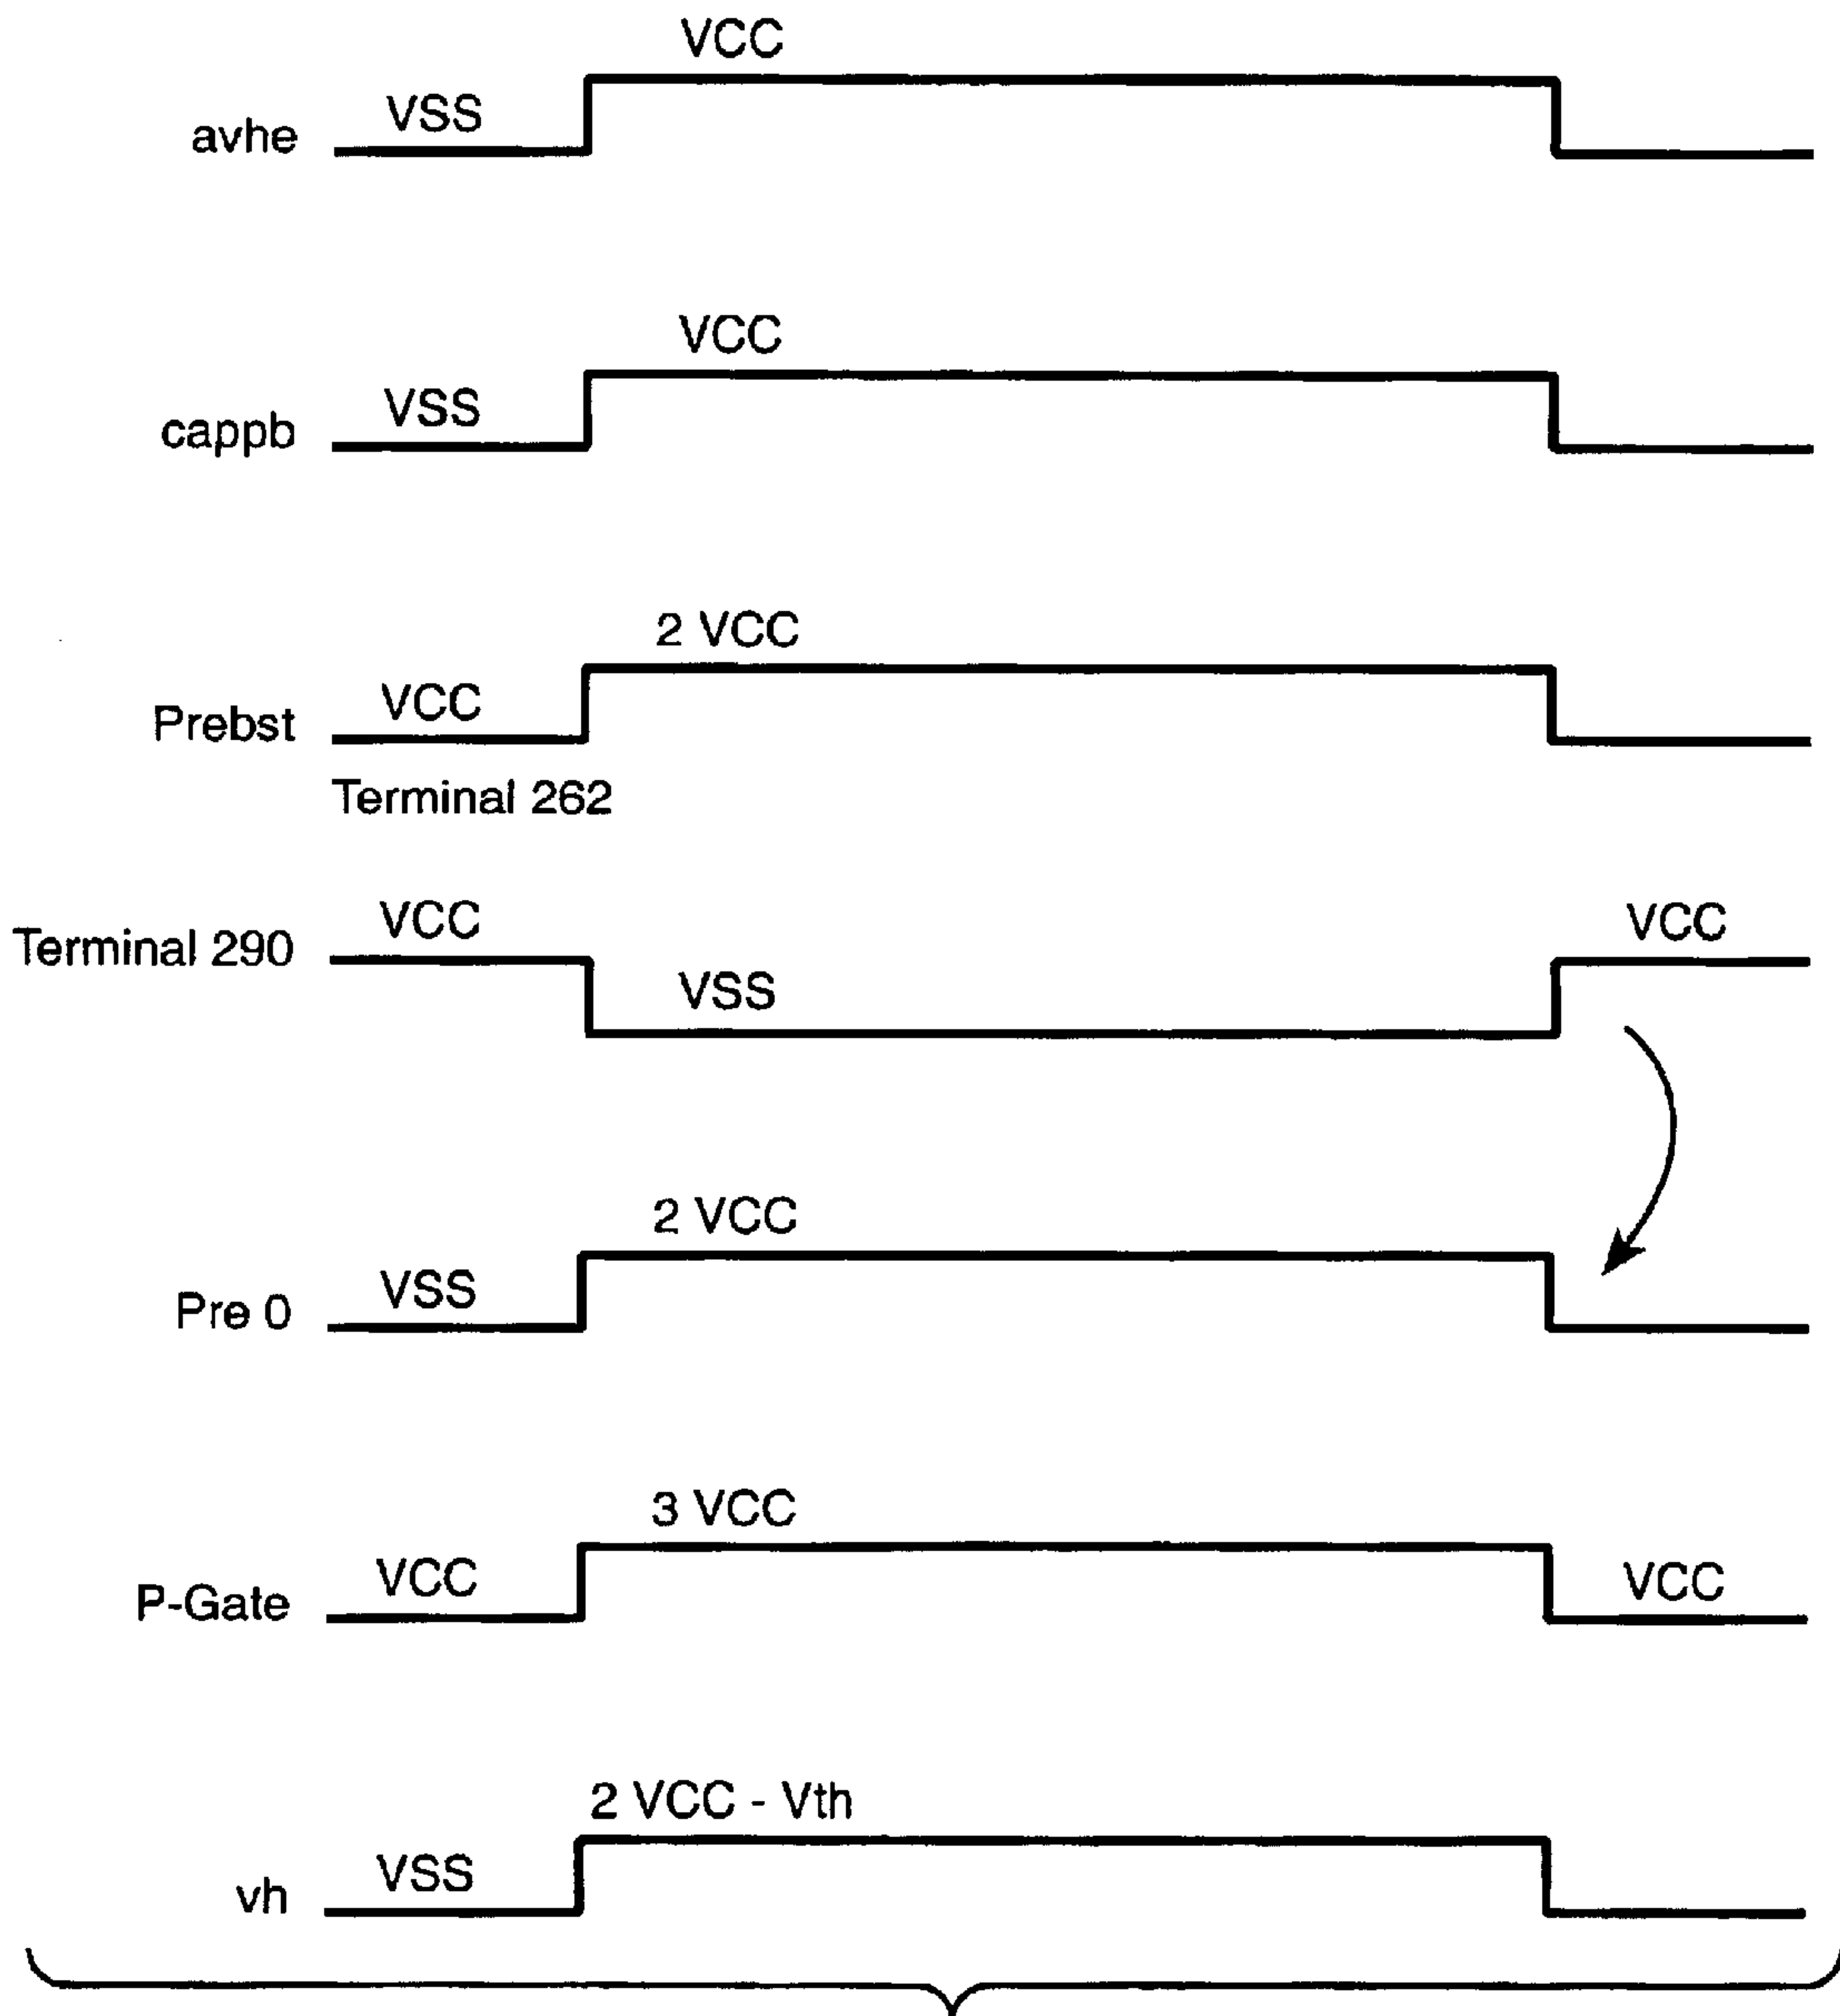 VCC
VSS
avhe
VCC
VSS
cappb
2 VCC
VCC
Prebst
Terminal 262
VCC
VCC
Terminal 290
VSS
2 VCC
VSS
Pre 0
3 VCC
VCC
VCC
P-Gate
2 VCC - Vth
VSS
vh